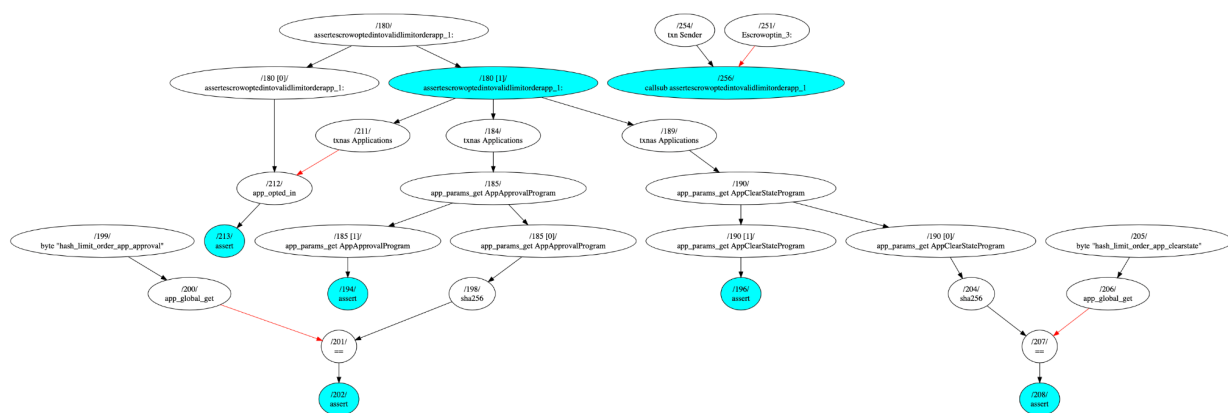 /180/
assertescrowoptedintovalidlimitorderapp_1:
/254/
txn Sender
/251/
Escrowoptin_3:
/180 [0]/
assertescrowoptedintovalidlimitorderapp_1:
/180 [1]/
assertescrowoptedintovalidlimitorderapp_1:
/256/
callsub assertescrowoptedintovalidlimitorderapp_1
/211/
txnas Applications
/184/
txnas Applications
/189/
txnas Applications
/212/
app_opted_in
/185/
app_params_get AppApprovalProgram
/190/
app_params_get AppClearStateProgram
/199/
byte "hash_limit_order_app_approval"
/213/
assert
/185 [1]/
app_params_get AppApprovalProgram
/185 [0]/
app_params_get AppApprovalProgram
/190 [1]/
app_params_get AppClearStateProgram
/190 [0]/
app_params_get AppClearStateProgram
/205/
byte "hash_limit_order_app_clearstate"
/200/
app_global_get
/194/
assert
/198/
sha256
/196/
assert
/204/
sha256
/206/
app_global_get
/201/
==
/207/
==
/202/
assert
/208/
assert